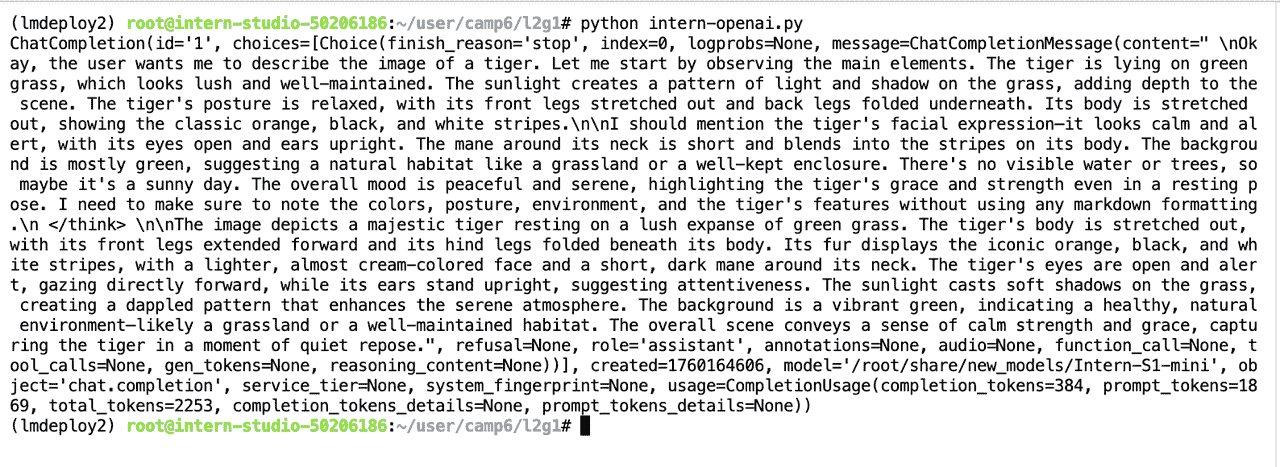 (lmdeploy2) root@intern-studio-50206186:~/user/camp6/l2g1# python intern-openai.py
ChatCompletion(id='1', choices=[Choice(finish_reason='stop', index=0, logprobs=None, message=ChatCompletionMessage(content=" \nOk
ay, the user wants me to describe the image of a tiger. Let me start by observing the main elements. The tiger is lying on green
grass, which looks lush and well-maintained. The sunlight creates a pattern of light and shadow on the grass, adding depth to the
 scene. The tiger's posture is relaxed, with its front legs stretched out and back legs folded underneath. Its body is stretched
out, showing the classic orange, black, and white stripes.\n\nI should mention the tiger's facial expression—it looks calm and al
ert, with its eyes open and ears upright. The mane around its neck is short and blends into the stripes on its body. The backgrou
nd is mostly green, suggesting a natural habitat like a grassland or a well-kept enclosure. There's no visible water or trees, so
 maybe it's a sunny day. The overall mood is peaceful and serene, highlighting the tiger's grace and strength even in a resting p
ose. I need to make sure to note the colors, posture, environment, and the tiger's features without using any markdown formatting
.\n </think> \n\nThe image depicts a majestic tiger resting on a lush expanse of green grass. The tiger's body is stretched out,
with its front legs extended forward and its hind legs folded beneath its body. Its fur displays the iconic orange, black, and wh
ite stripes, with a lighter, almost cream-colored face and a short, dark mane around its neck. The tiger's eyes are open and aler
t, gazing directly forward, while its ears stand upright, suggesting attentiveness. The sunlight casts soft shadows on the grass,
 creating a dappled pattern that enhances the serene atmosphere. The background is a vibrant green, indicating a healthy, natural
 environment—likely a grassland or a well-maintained habitat. The overall scene conveys a sense of calm strength and grace, captu
ring the tiger in a moment of quiet repose.", refusal=None, role='assistant', annotations=None, audio=None, function_call=None, t
ool_calls=None, gen_tokens=None, reasoning_content=None))], created=1760164606, model='/root/share/new_models/Intern-S1-mini', ob
ject='chat.completion', service_tier=None, system_fingerprint=None, usage=CompletionUsage(completion_tokens=384, prompt_tokens=18
69, total_tokens=2253, completion_tokens_details=None, prompt_tokens_details=None))
(lmdeploy2) root@intern-studio-50206186:~/user/camp6/l2g1#